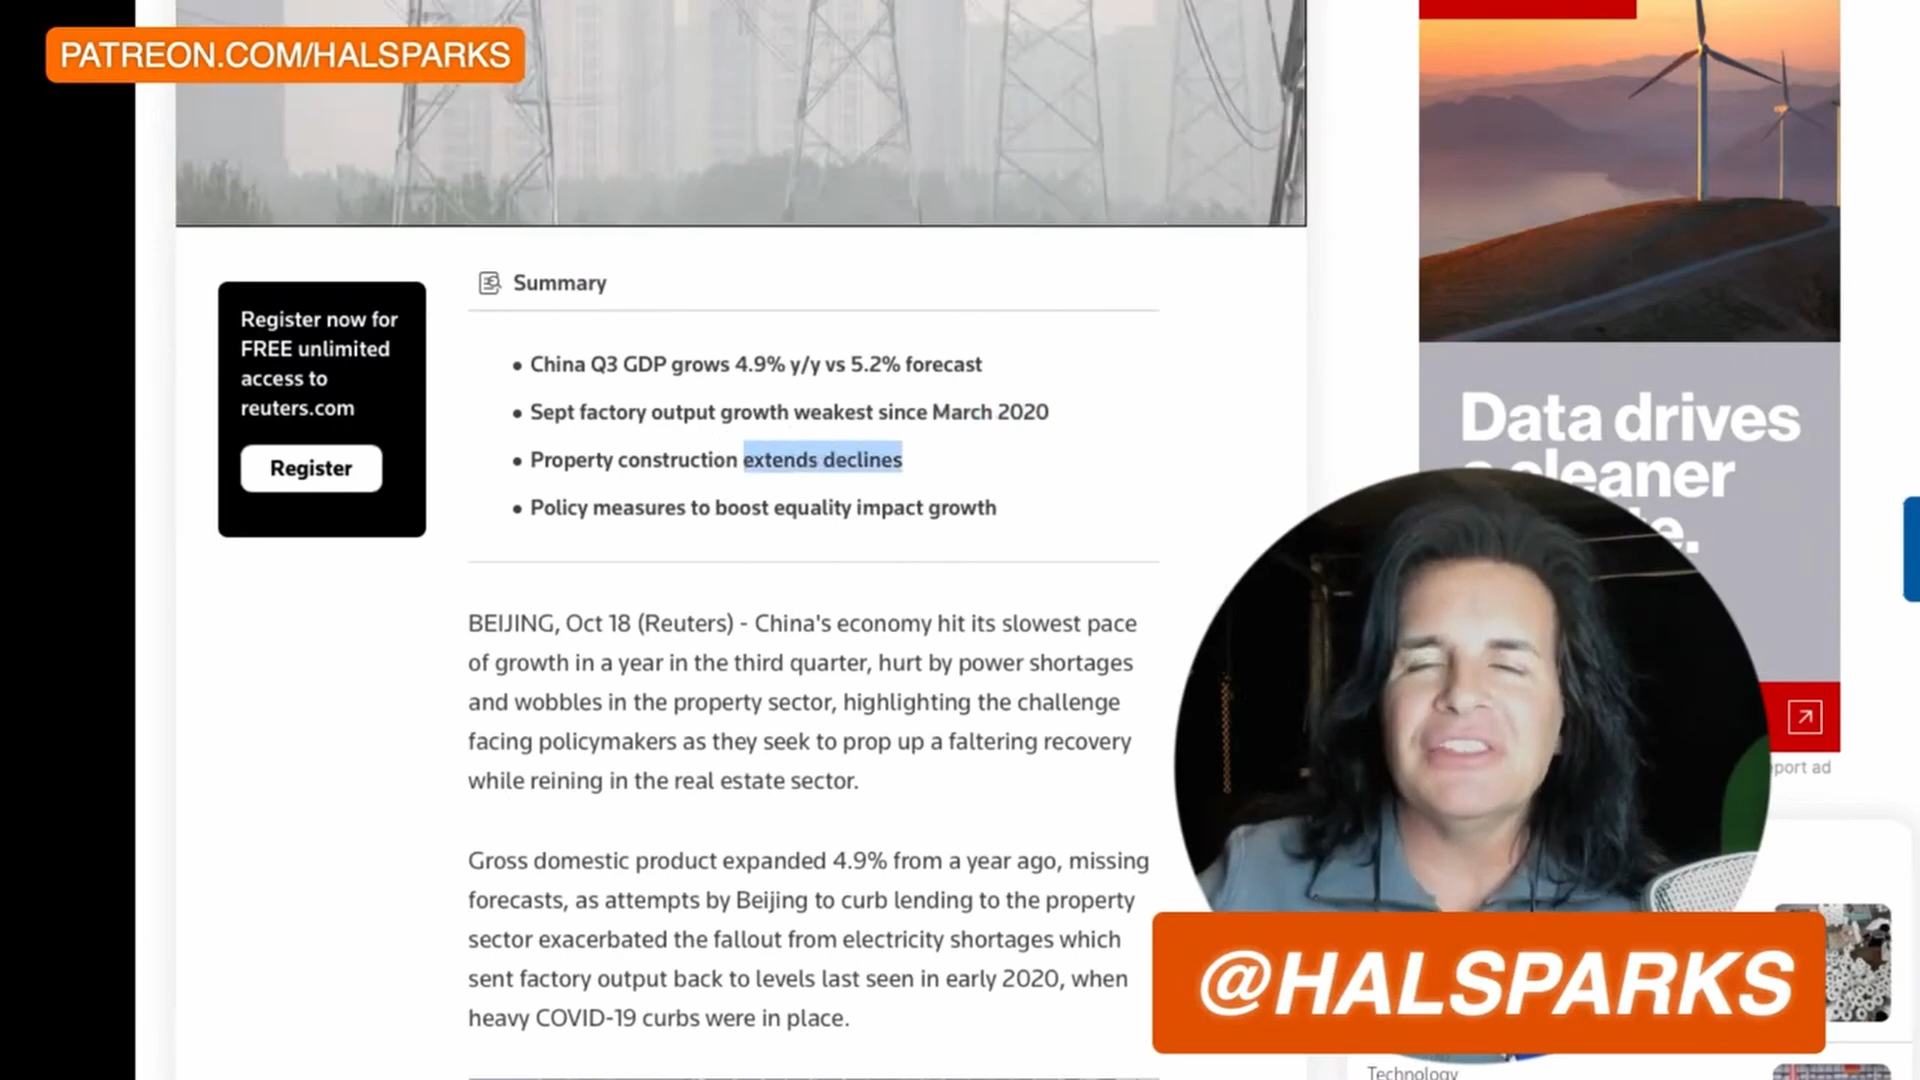 PATREON.COM/HALSPARKS
Summary
Register now for
FREE unlimited
access to
reuters.com
Register
• China Q3 GDP grows 4.9% y/y vs 5.2% forecast
• Sept factory output growth weakest since March 2020
• Property construction extends declines
• Policy measures to boost equality impact growth
BEIJING, Oct 18 (Reuters) - China's economy hit its slowest pace
of growth in a year in the third quarter, hurt by power shortages
and wobbles in the property sector, highlighting the challenge
facing policymakers as they seek to prop up a faltering recovery
while reining in the real estate sector.
Gross domestic product expanded 4.9% from a year ago, missing
forecasts, as attempts by Beijing to curb lending to the property
sector exacerbated the fallout from electricity shortages which
sent factory output back to levels last seen in early 2020, when
heavy COVID-19 curbs were in place.
Data drives
cleaner
ad
@HALSPARKS
Technology